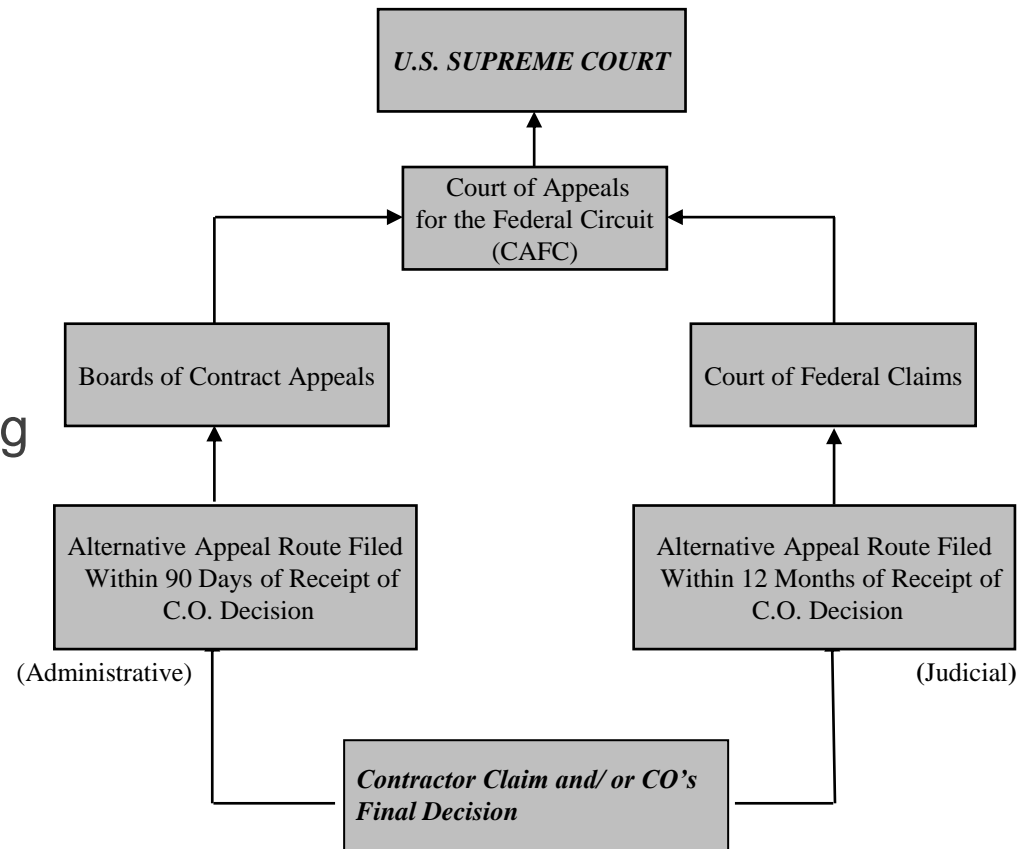 U.S. SUPREME COURT
Court of Appeals
for the Federal Circuit
(CAFC)
Boards of Contract Appeals
Court of Federal Claims
g
Alternative Appeal Route Filed
Within 90 Days of Receipt of
C.O. Decision
Alternative Appeal Route Filed
Within 12 Months of Receipt of
C.O. Decision
(Administrative)
(Judicial)
Contractor Claim and/ or CO’s
Final Decision